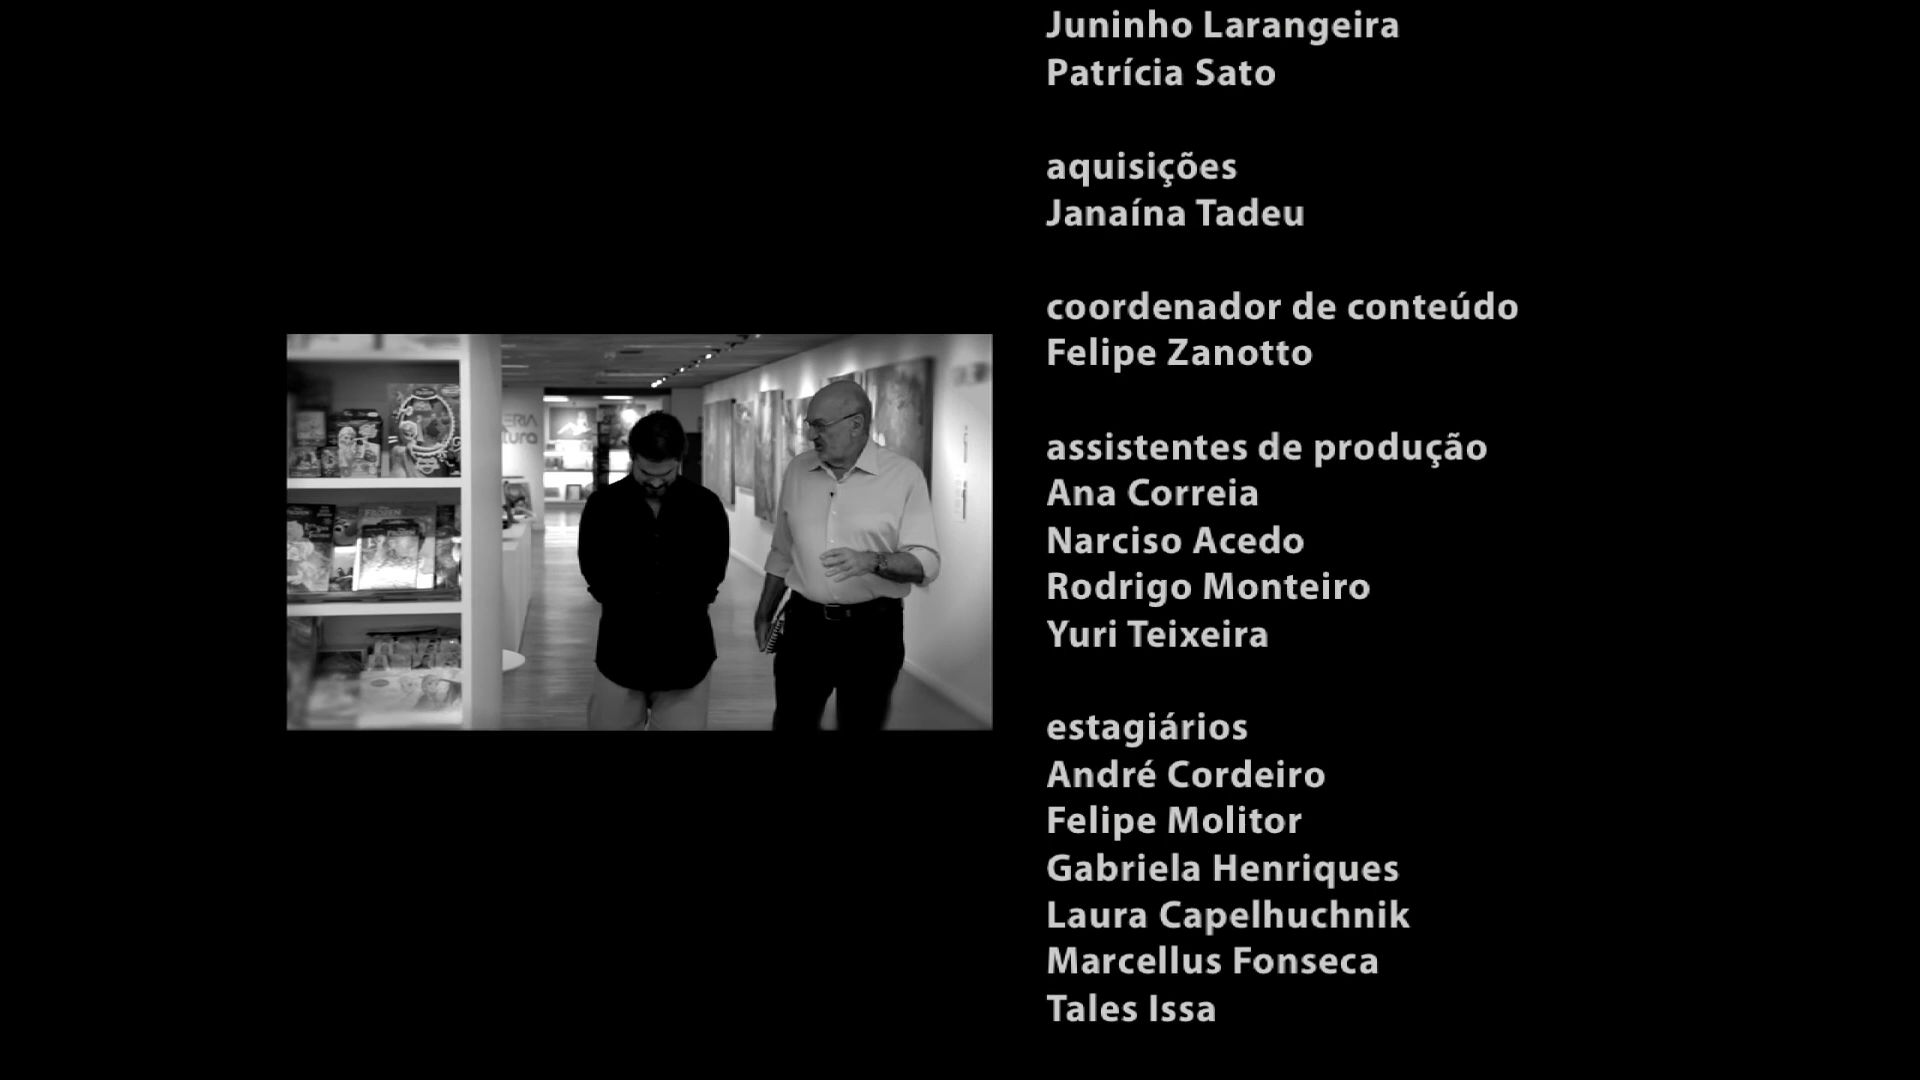 Juninho Larangeira
Patrícia Sato
aquisições
Janaína Tadeu
coordenador de conteúdo
Felipe Zanotto
assistentes de produção
Ana Correia
Narciso Acedo
Rodrigo Monteiro
Yuri Teixeira
estagiários
André Cordeiro
Felipe Molitor
Gabriela Henriques
Laura Capelhuchnik
Marcellus Fonseca
Tales Issa
FROZEN